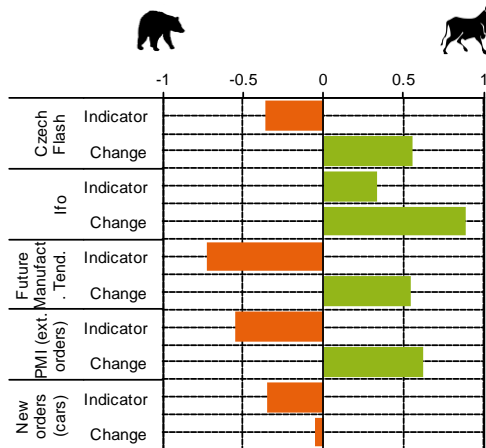 -1 -0.5 0 0.5 1
Czech
Flash
Indicator
Change
Ifo
Indicator
Change
Future
Manufact
. Tend.
Indicator
Change
PMI (ext.
orders)
Indicator
Change
New
orders
(cars)
Indicator
Change